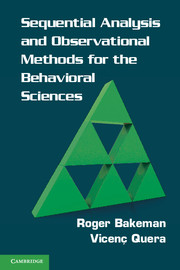 Sequential Analysis
and Observational
Methods for the
Behavioral
Sciences
Roger Bakeman
Vicenç Quera
CAMBRIDGE